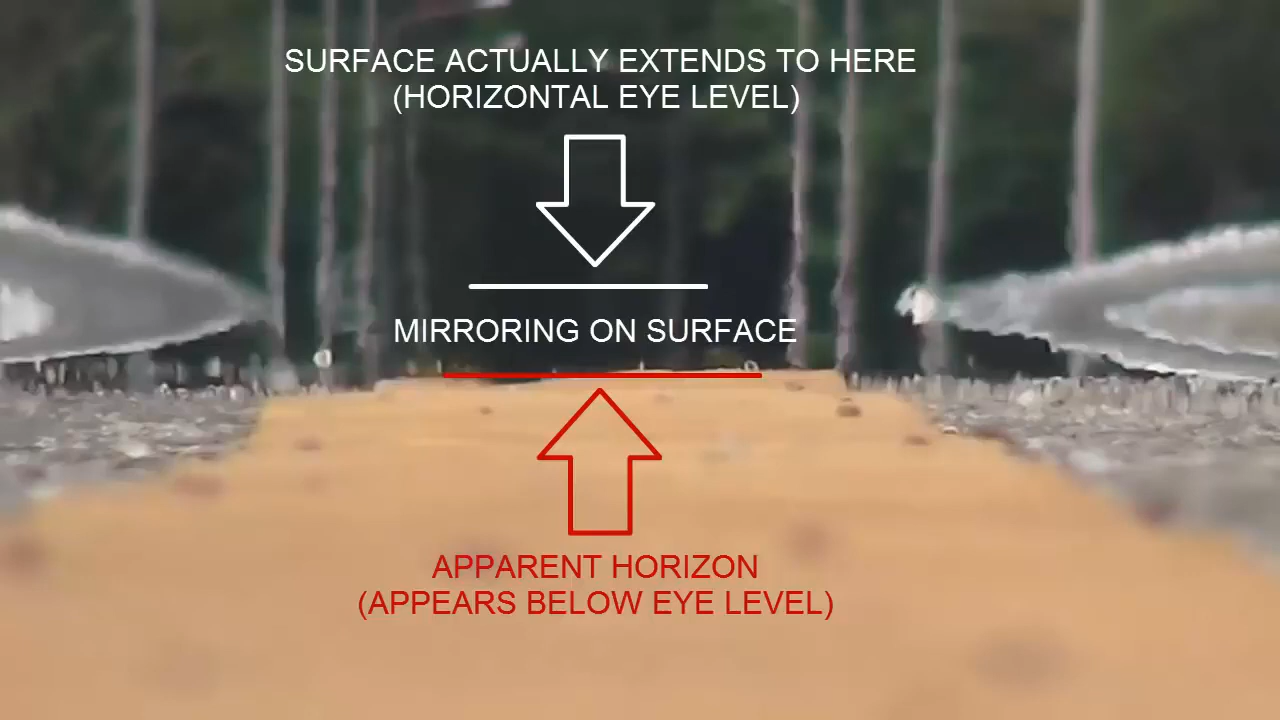 SURFACE ACTUALLY EXTENDS TO HERE
(HORIZONTAL EYE LEVEL)
MIRRORING ON SURFACE
APPARENT HORIZON
(APPEARS BELOW EYE LEVEL)